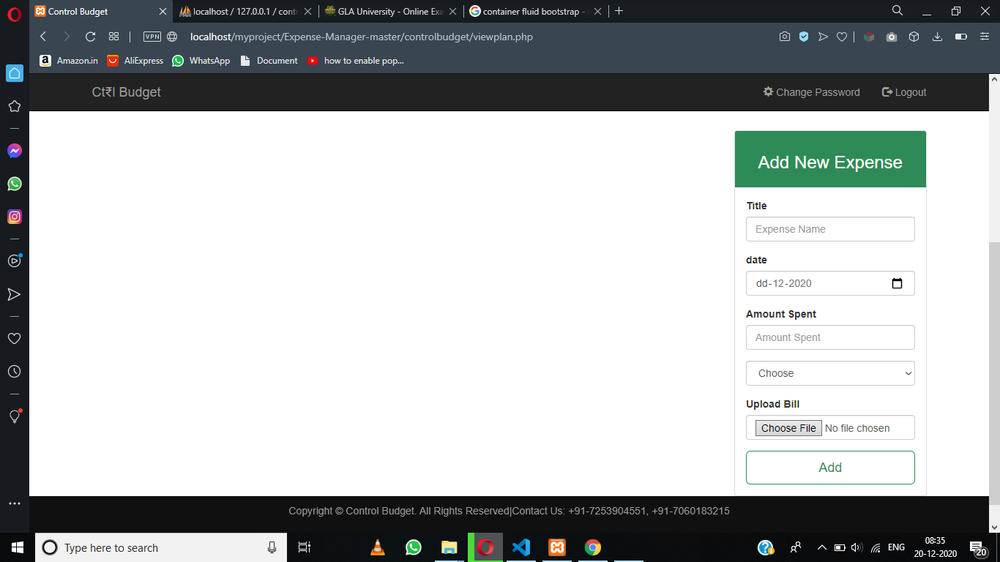 Control Budget
localhost / 127.0.0.1 / cont
GLA University - Online Exa
container fluid bootstrap -
VPN
localhost/myproject/Expense-Manager-master/controlbudget/viewplan.php
Amazon.in
AliExpress
WhatsApp
Document
how to enable pop...
Ct₹l Budget
Change Password
Logout
Add New Expense
Title
Expense Name
date
dd-12-2020
Amount Spent
Amount Spent
Choose
Upload Bill
Choose File No file chosen
Add
Copyright © Control Budget. All Rights Reserved|Contact Us: +91-7253904551, +91-7060183215
Type here to search
ENG
08:35
20-12-2020
20